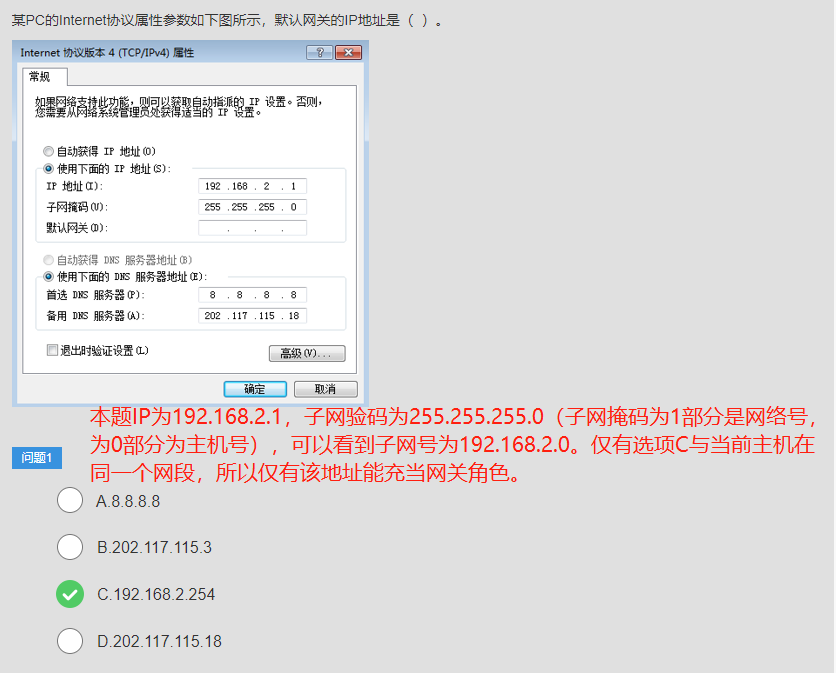 某PC的Internet协议属性参数如下图所示，默认网关的IP地址是（  ）。
Internet 协议版本 4 (TCP/IPv4) 属性
常规
如果网络支持此功能，则可以获取自动指派的 IP 设置。否则，
您需要从网络系统管理员处获得适当的 IP 设置。
自动获得 IP 地址(O)
使用下面的 IP 地址(S):
IP 地址(I): 192 .168 . 2 . 1
子网掩码(U): 255 .255 .255 . 0
默认网关(D): . . .
自动获得 DNS 服务器地址(B)
使用下面的 DNS 服务器地址(E):
首选 DNS 服务器(P): 8 . 8 . 8 . 8
备用 DNS 服务器(A): 202 .117 .115 . 18
退出时验证设置(L)
高级(V)...
确定 取消
本题IP为192.168.2.1，子网验码为255.255.255.0（子网掩码为1部分是网络号，
为0部分为主机号），可以看到子网号为192.168.2.0。仅有选项C与当前主机在
同一个网段，所以仅有该地址能充当网关角色。
问题1
A.8.8.8.8
B.202.117.115.3
C.192.168.2.254
D.202.117.115.18